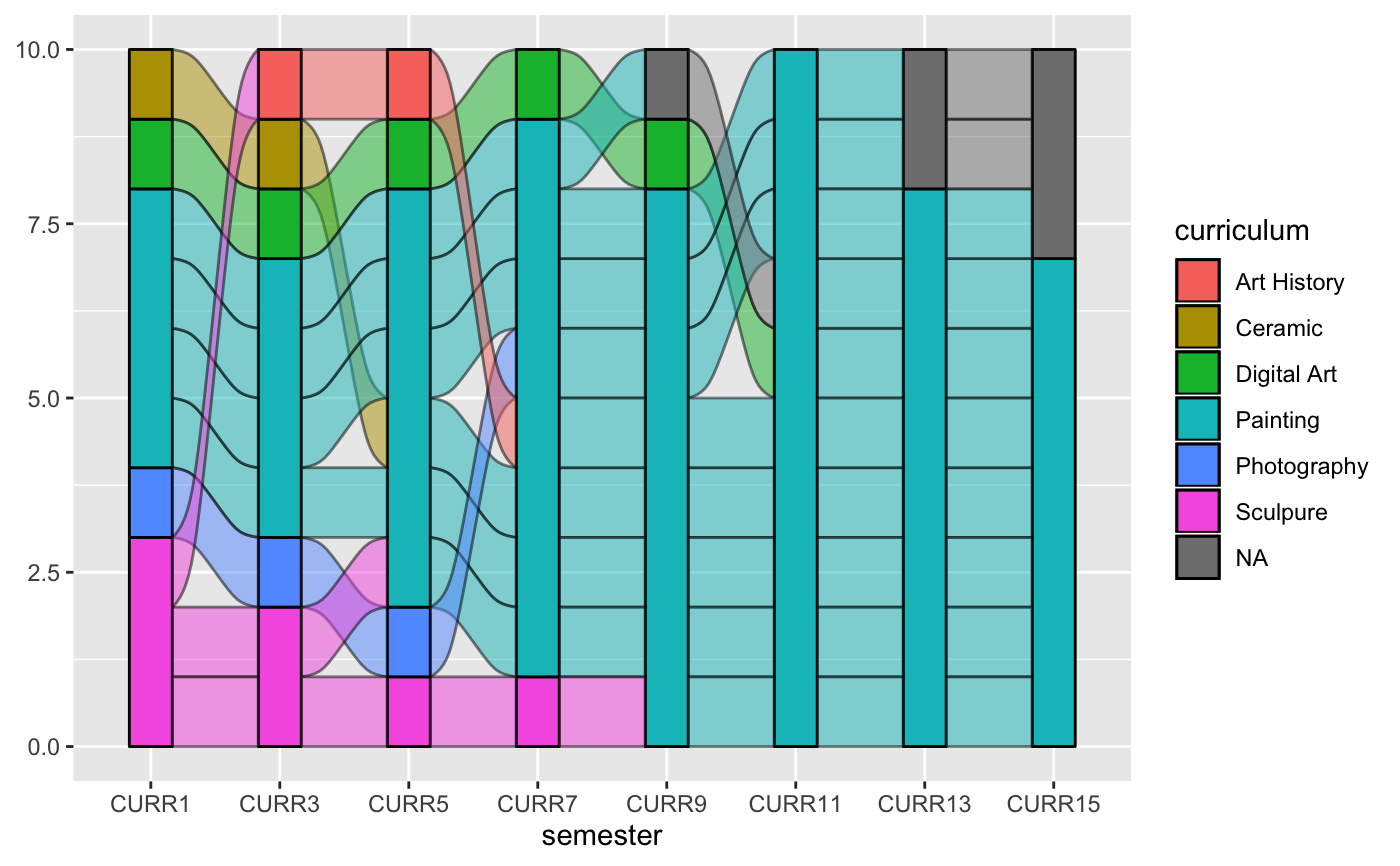 10.0
7.5
5.0
2.5
0.0
CURR1 CURR3 CURR5 CURR7 CURR9 CURR11 CURR13 CURR15
semester
curriculum
Art History
Ceramic
Digital Art
Painting
Photography
Sculpure
NA